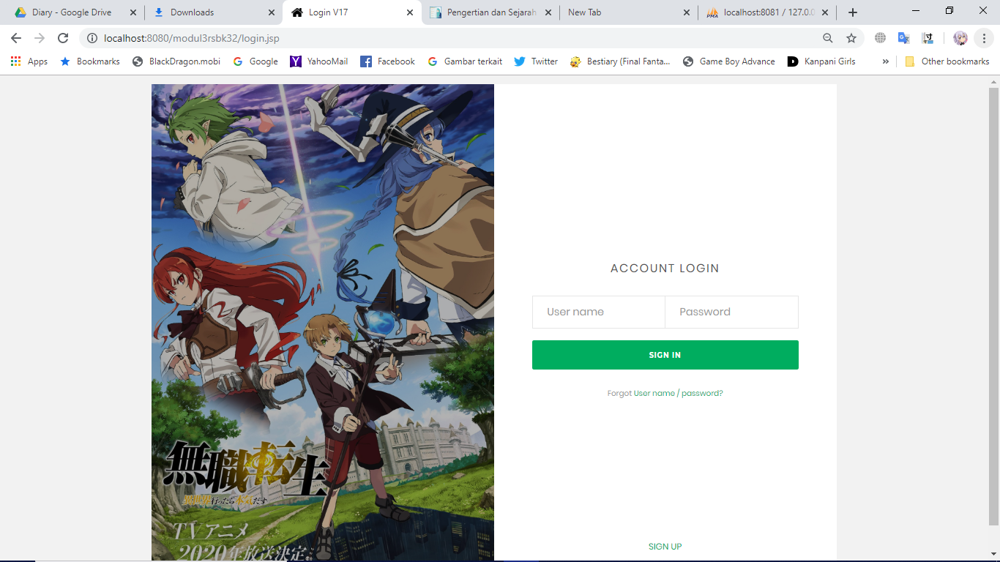 Diary - Google Drive
Downloads
Login V17
Pengertian dan Sejarah
New Tab
localhost:8081 / 127.0.0
localhost:8080/modul3rsbk32/login.jsp
Apps
Bookmarks
BlackDragon.mobi
Google
YahooMail
Facebook
Gambar terkait
Twitter
Bestiary (Final Fanta...
Game Boy Advance
Kanpani Girls
»
Other bookmarks
無職転生
異世界行ったら本気だす
TVアニメ
2020年放送決定
ACCOUNT LOGIN
User name
Password
SIGN IN
Forgot User name / password?
SIGN UP